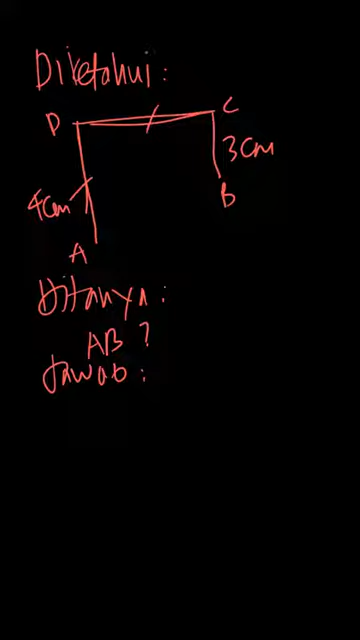 Diketahui:
D C
3cm
4cm
B
A
Ditanya:
AB ?
Jawab: